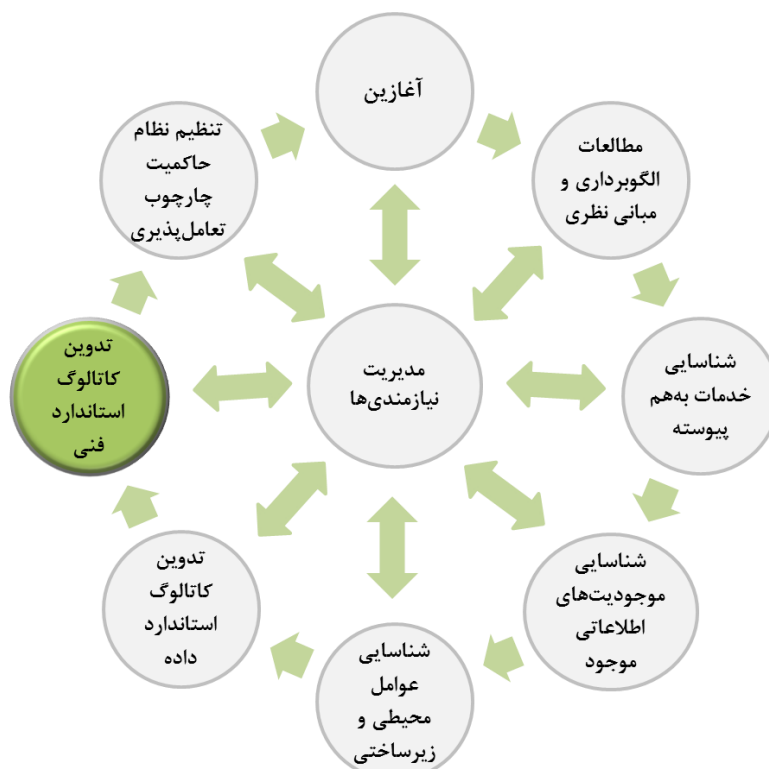 آغازین
مطالعات
الگوبرداری و
مبانی نظری
شناسایی
خدمات به‌هم
پیوسته
شناسایی
موجودیت‌های
اطلاعاتی
موجود
شناسایی
عوامل
محیطی و
زیرساختی
تدوین
کاتالوگ
استاندارد
داده
تدوین
کاتالوگ
استاندارد
فنی
تنظیم نظام
حاکمیت
چارچوب
تعامل‌پذیری
مدیریت
نیازمندی‌ها